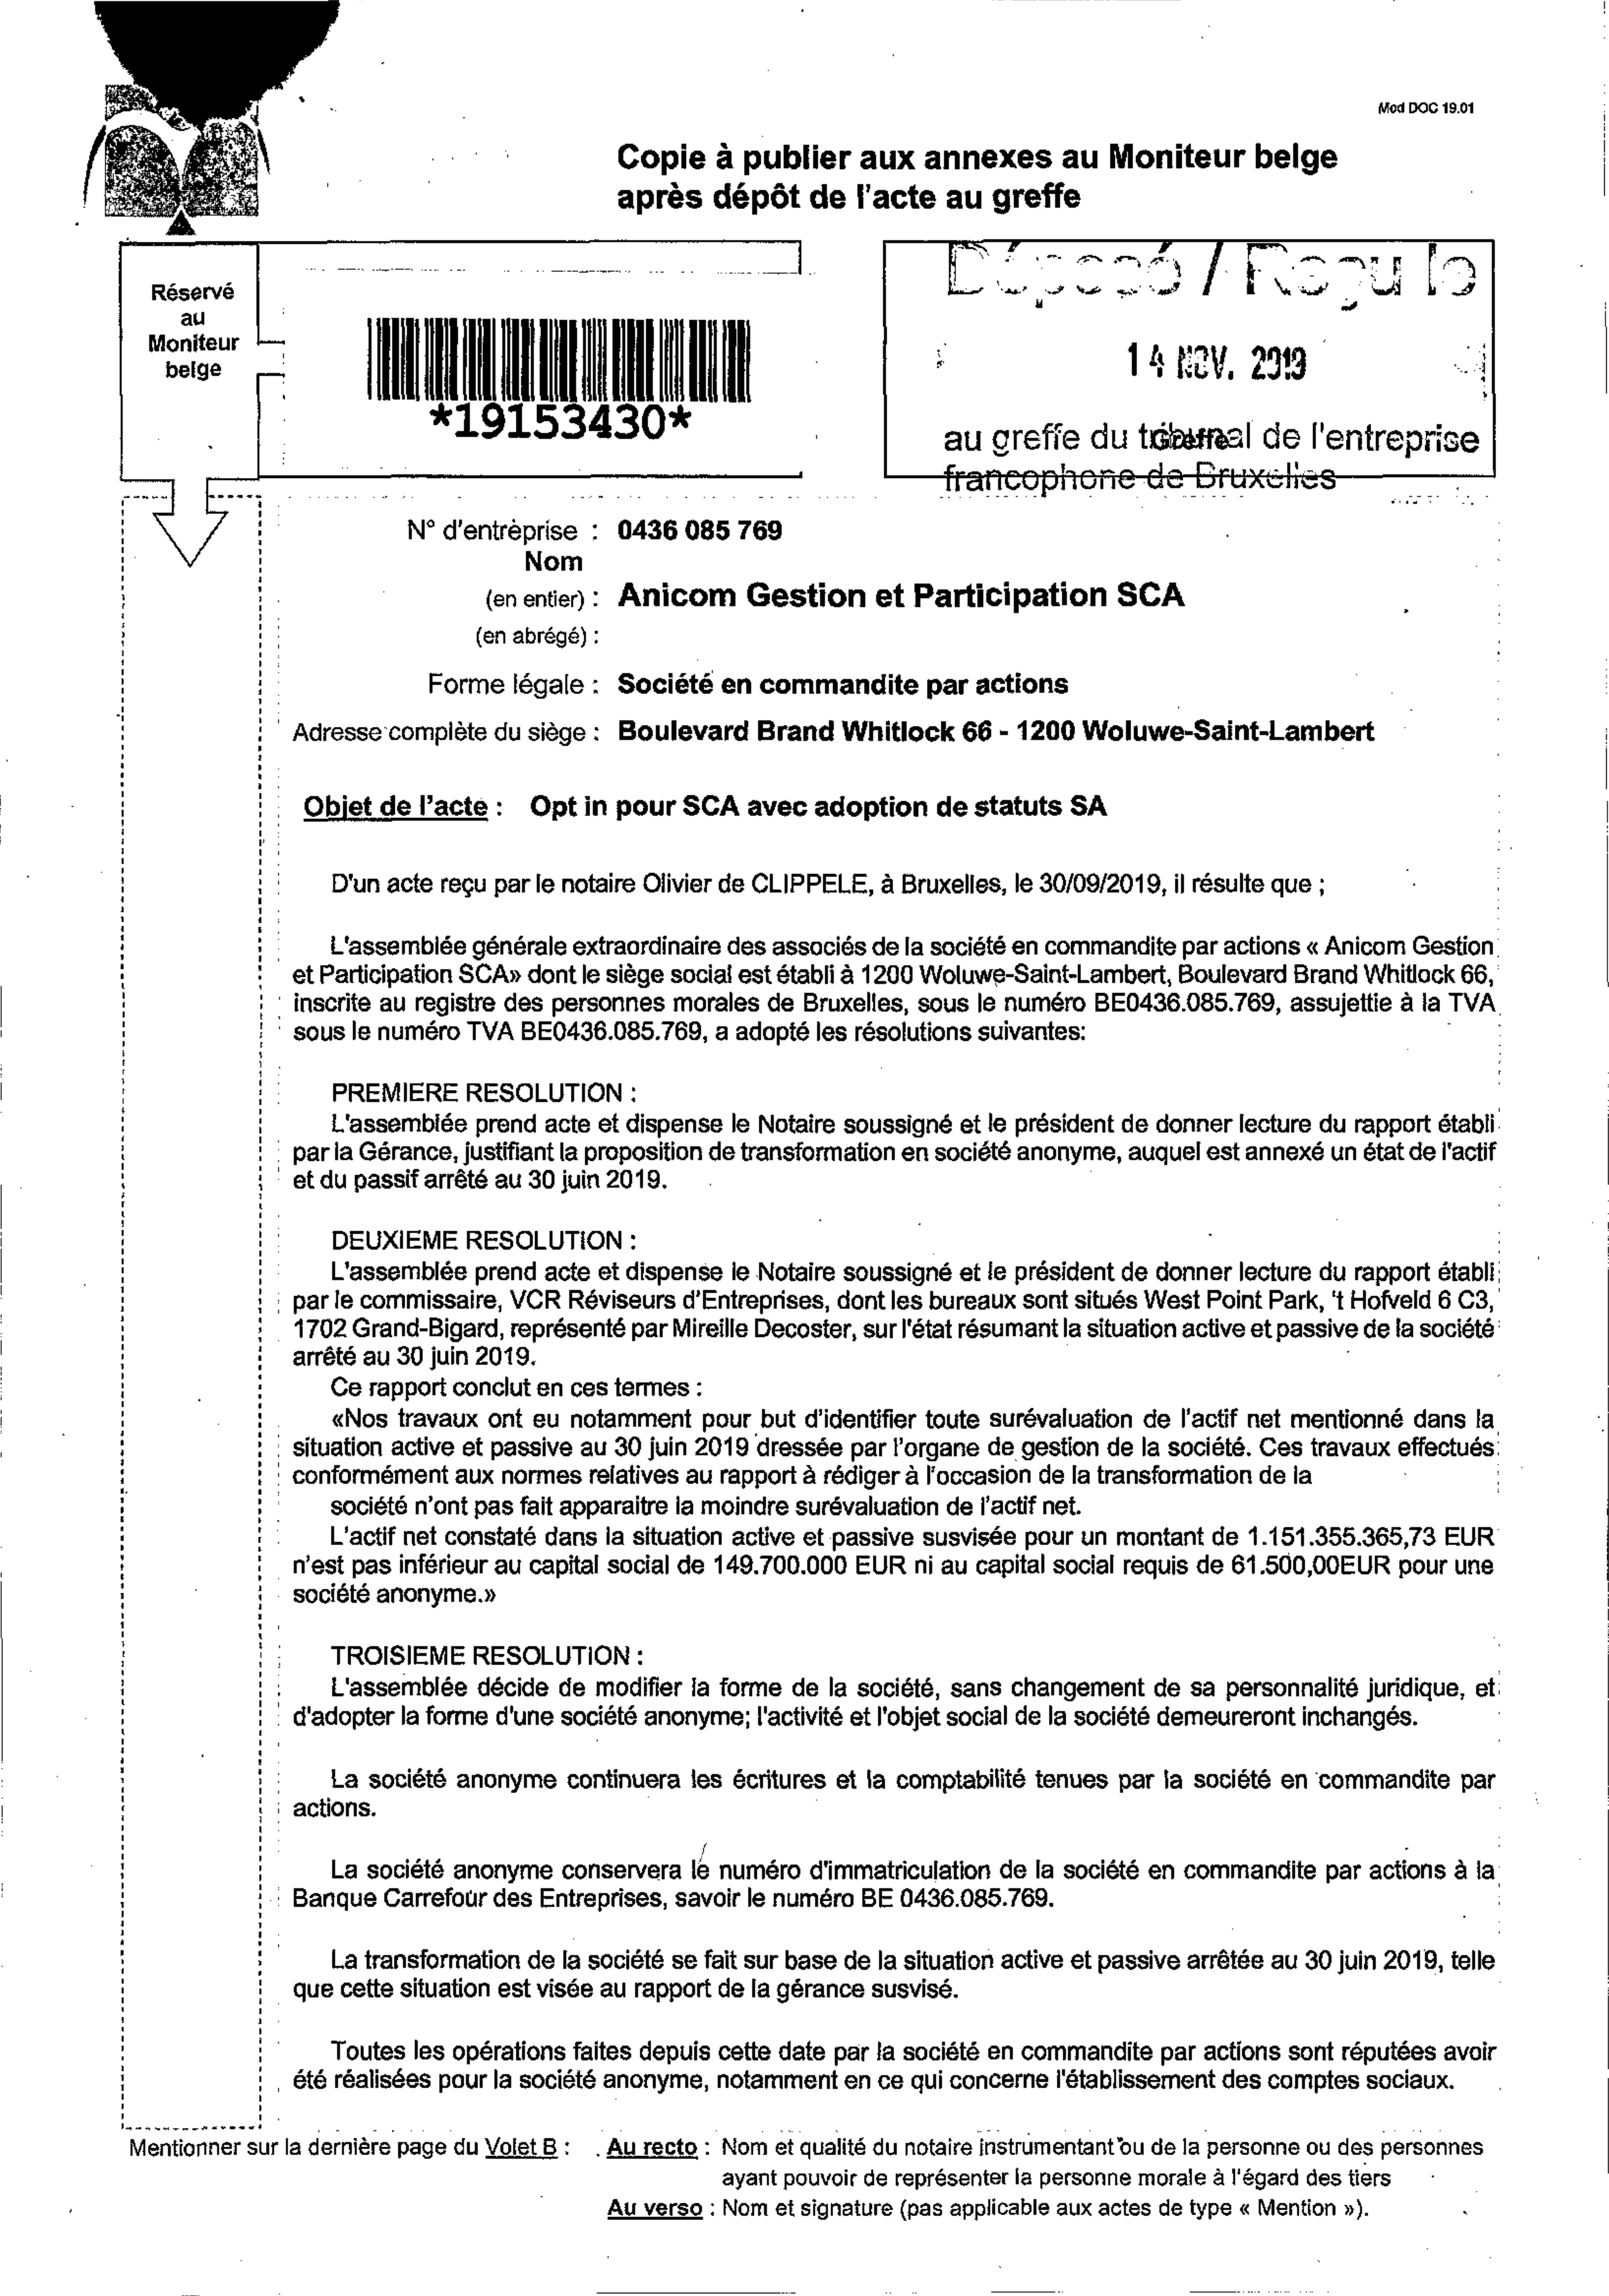 Mod DOC 19.01
Copie à publier aux annexes au Moniteur belge
après dépôt de l'acte au greffe
Réservé
au
Moniteur
belge
*19153430*
Déposé / Reçu le
14 NOV. 2019
au greffe du tribunal de l'entreprise
francophone de Bruxelles
N° d'entreprise : 0436 085 769
Nom
(en entier) : Anicom Gestion et Participation SCA
(en abrégé) :
Forme légale : Société en commandite par actions
Adresse complète du siège : Boulevard Brand Whitlock 66 - 1200 Woluwe-Saint-Lambert
Objet de l'acte : Opt in pour SCA avec adoption de statuts SA
D'un acte reçu par le notaire Olivier de CLIPPELE, à Bruxelles, le 30/09/2019, il résulte que ;
L'assemblée générale extraordinaire des associés de la société en commandite par actions « Anicom Gestion
et Participation SCA» dont le siège social est établi à 1200 Woluwe-Saint-Lambert, Boulevard Brand Whitlock 66,
inscrite au registre des personnes morales de Bruxelles, sous le numéro BE0436.085.769, assujettie à la TVA
sous le numéro TVA BE0436.085.769, a adopté les résolutions suivantes:
PREMIERE RESOLUTION :
L'assemblée prend acte et dispense le Notaire soussigné et le président de donner lecture du rapport établi
par la Gérance, justifiant la proposition de transformation en société anonyme, auquel est annexé un état de l'actif
et du passif arrêté au 30 juin 2019.
DEUXIEME RESOLUTION :
L'assemblée prend acte et dispense le Notaire soussigné et le président de donner lecture du rapport établi
par le commissaire, VCR Réviseurs d'Entreprises, dont les bureaux sont situés West Point Park, 't Hofveld 6 C3,
1702 Grand-Bigard, représenté par Mireille Decoster, sur l'état résumant la situation active et passive de la société
arrêté au 30 juin 2019.
Ce rapport conclut en ces termes :
«Nos travaux ont eu notamment pour but d'identifier toute surévaluation de l'actif net mentionné dans la
situation active et passive au 30 juin 2019 dressée par l'organe de gestion de la société. Ces travaux effectués
conformément aux normes relatives au rapport à rédiger à l'occasion de la transformation de la
société n'ont pas fait apparaitre la moindre surévaluation de l'actif net.
L'actif net constaté dans la situation active et passive susvisée pour un montant de 1.151.355.365,73 EUR
n'est pas inférieur au capital social de 149.700.000 EUR ni au capital social requis de 61.500,00EUR pour une
société anonyme.»
TROISIEME RESOLUTION :
L'assemblée décide de modifier la forme de la société, sans changement de sa personnalité juridique, et
d'adopter la forme d'une société anonyme; l'activité et l'objet social de la société demeureront inchangés.
La société anonyme continuera les écritures et la comptabilité tenues par la société en commandite par
actions.
La société anonyme conservera le numéro d'immatriculation de la société en commandite par actions à la
Banque Carrefour des Entreprises, savoir le numéro BE 0436.085.769.
La transformation de la société se fait sur base de la situation active et passive arrêtée au 30 juin 2019, telle
que cette situation est visée au rapport de la gérance susvisé.
Toutes les opérations faites depuis cette date par la société en commandite par actions sont réputées avoir
été réalisées pour la société anonyme, notamment en ce qui concerne l'établissement des comptes sociaux.
Mentionner sur la dernière page du Volet B : Au recto : Nom et qualité du notaire instrumentant ou de la personne ou des personnes
ayant pouvoir de représenter la personne morale à l'égard des tiers
Au verso : Nom et signature (pas applicable aux actes de type « Mention »).